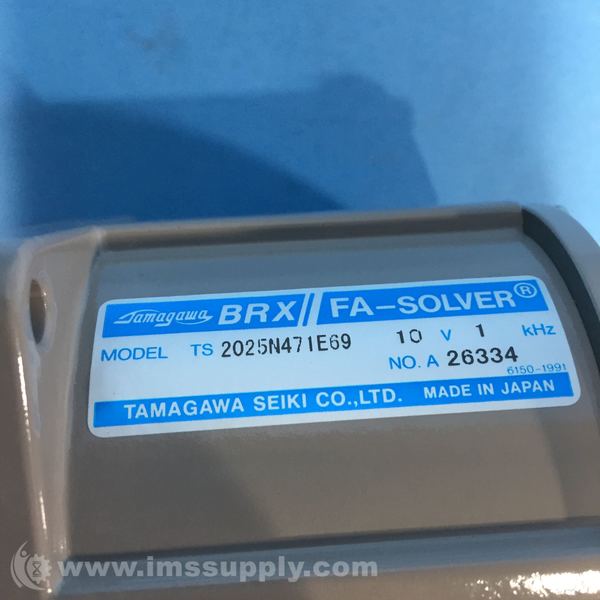 Tamagawa BRX// FA-SOLVER®
MODEL TS 2025N471E69 10 V 1 kHz
NO. A 26334
6150-1991
TAMAGAWA SEIKI CO.,LTD. MADE IN JAPAN
www.imssupply.com